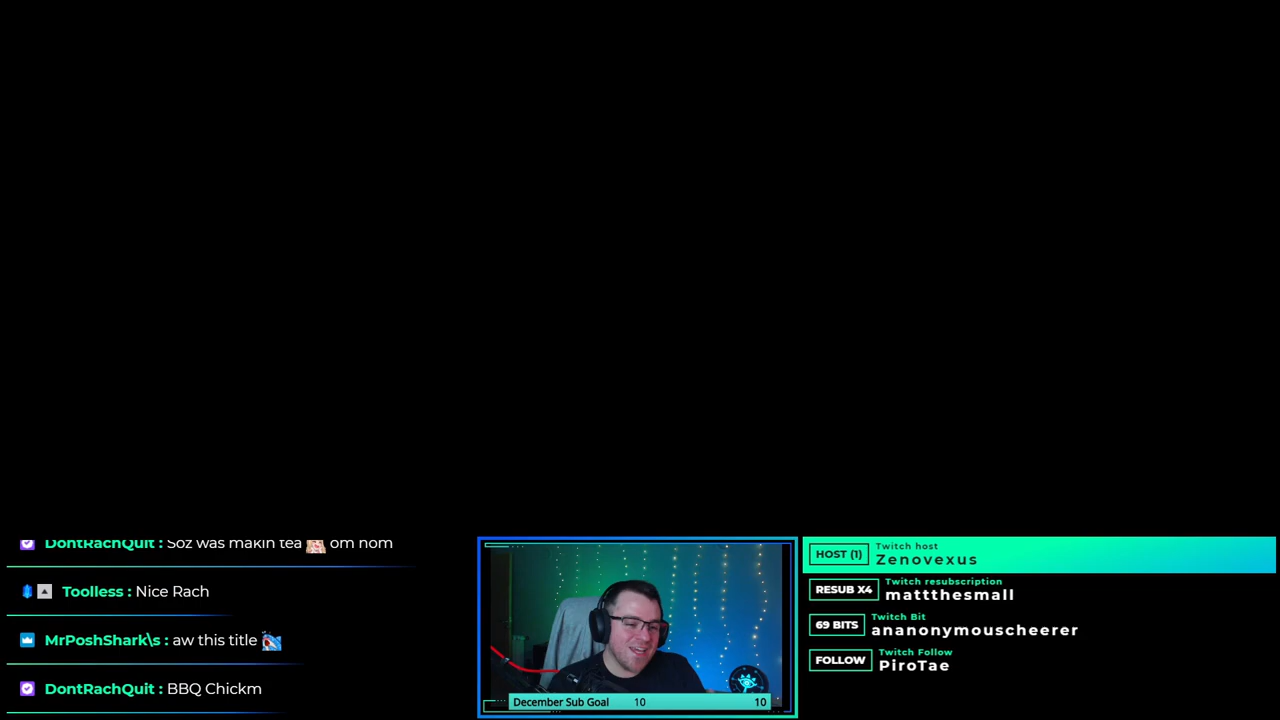 DontRachQuit : Soz was makin tea om nom
Toolless : Nice Rach
MrPoshShark\s : aw this title
DontRachQuit : BBQ Chickm
December Sub Goal 10 10
HOST (1) Twitch host
Zenovexus
RESUB X4 Twitch resubscription
mattthesmall
69 BITS Twitch Bit
ananonymouscheerer
FOLLOW Twitch Follow
PiroTae